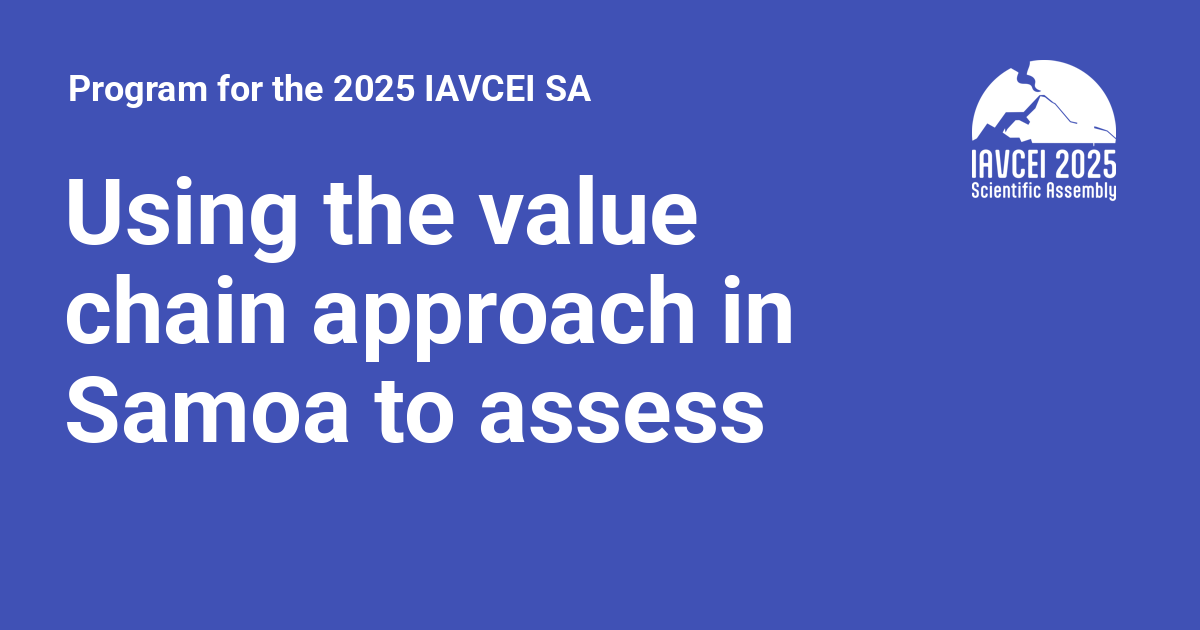 Program for the 2025 IAVCEI SA
IAVCEI 2025
Scientific Assembly
Using the value
chain approach in
Samoa to assess